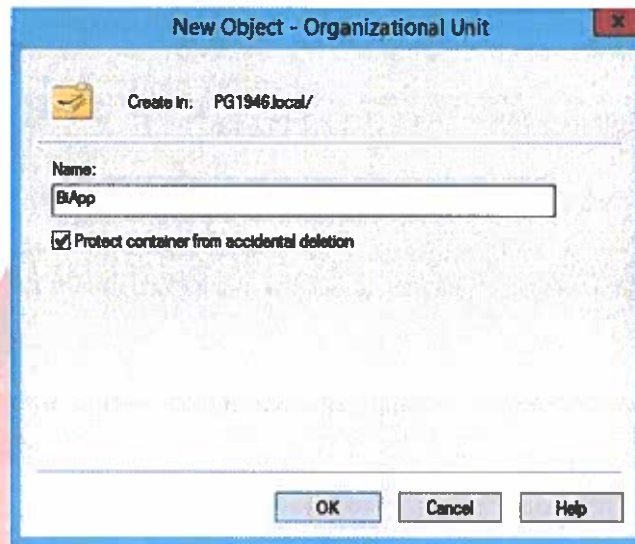 New Object - Organizational Unit
x
Create in: PG1946.local/
Name:
BiApp
Protect container from accidental deletion
OK
Cancel
Help